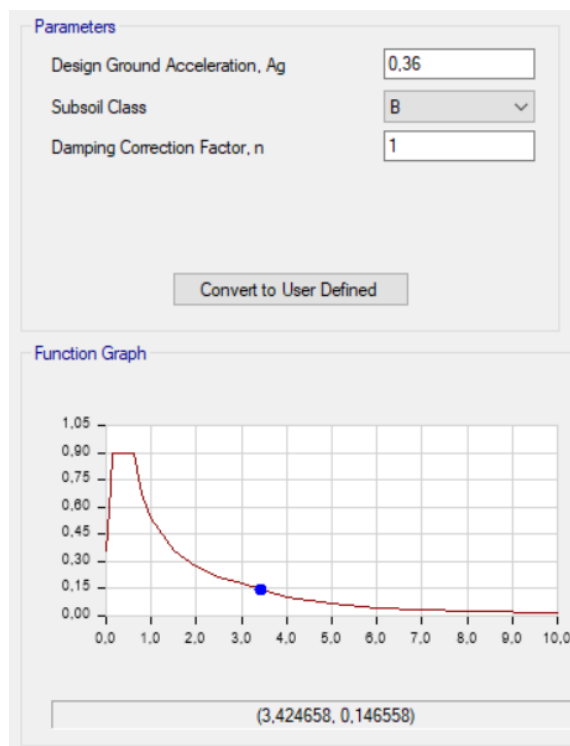 Parameters
Design Ground Acceleration, Ag 0,36
Subsoil Class B
Damping Correction Factor, n 1
Convert to User Defined
Function Graph
1,05
0,90
0,75
0,60
0,45
0,30
0,15
0,00
0,0 1,0 2,0 3,0 4,0 5,0 6,0 7,0 8,0 9,0 10,0
(3,424658, 0,146558)